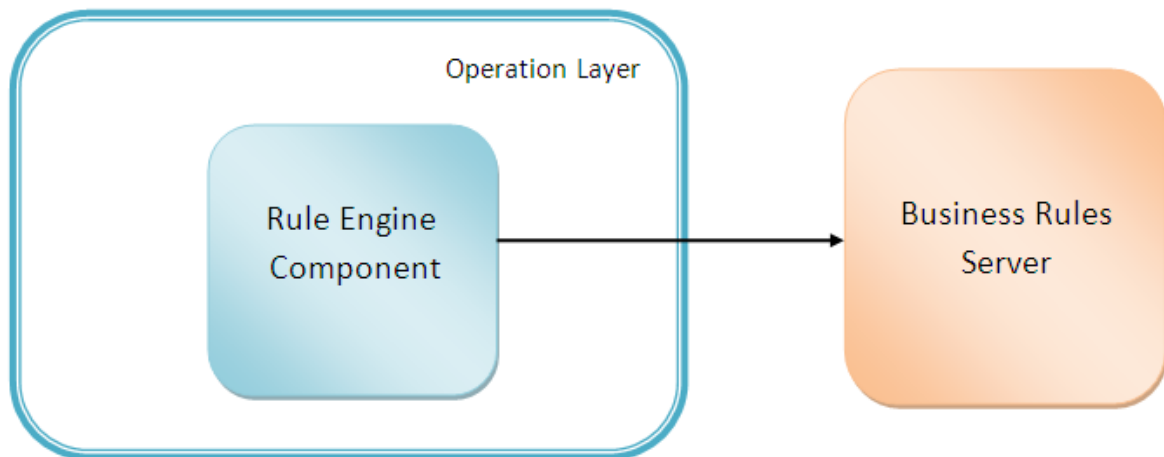 Operation Layer
Rule Engine
Component
Business Rules
Server